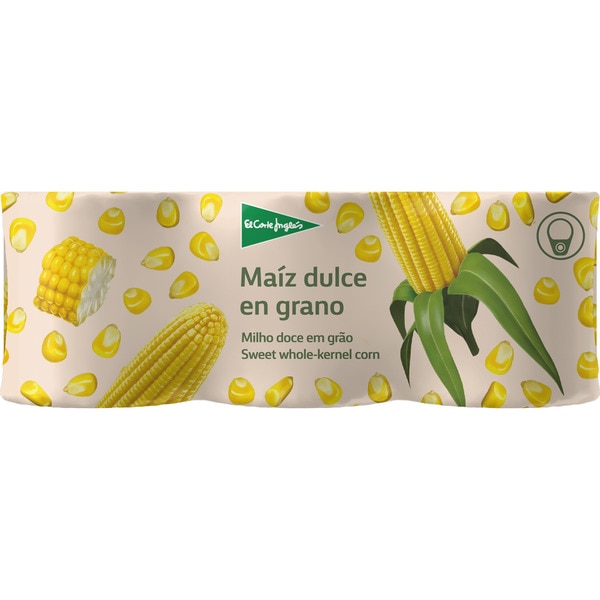 El Corte Inglés
Maíz dulce
en grano
Milho doce em grão
Sweet whole-kernel corn